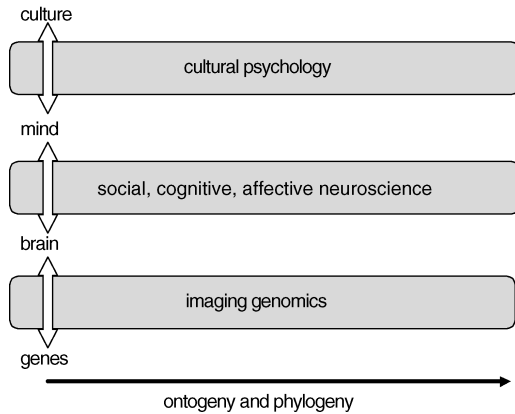 culture
cultural psychology
mind
social, cognitive, affective neuroscience
brain
imaging genomics
genes
ontogeny and phylogeny